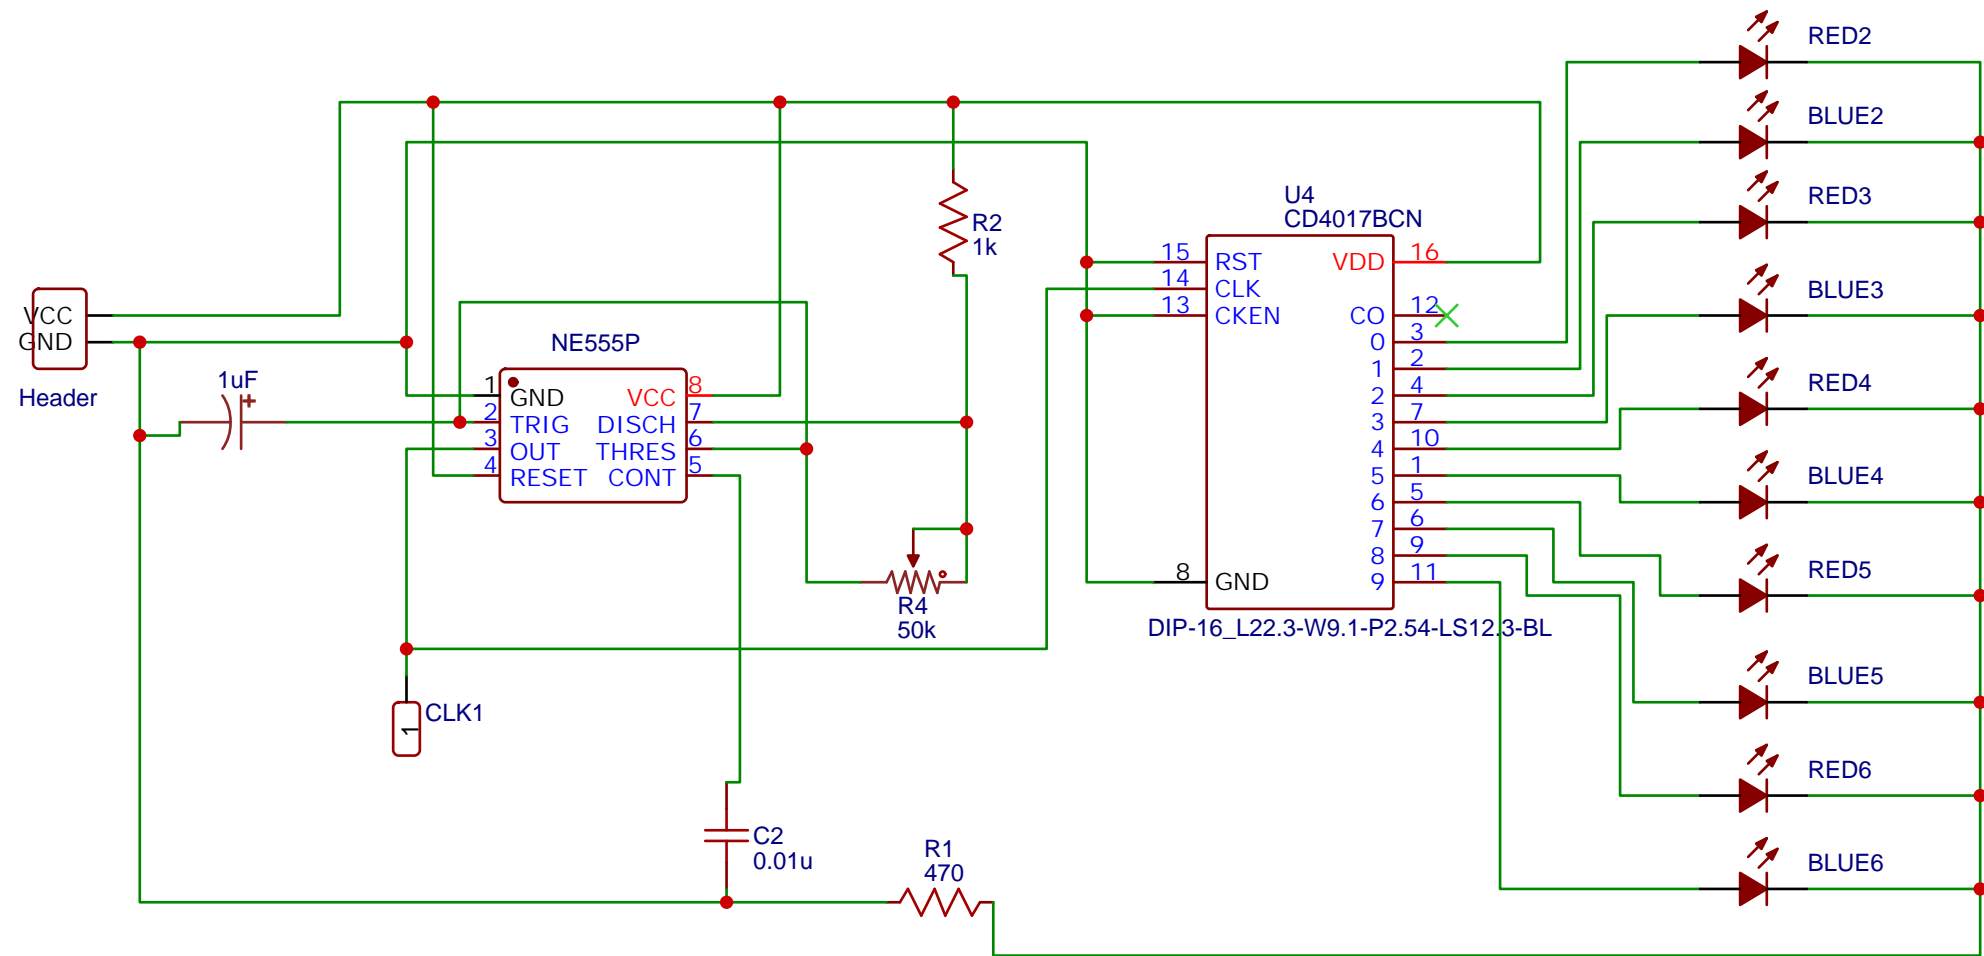 VCC
GND
Header
1uF
NE555P
1
GND
2
TRIG
3
OUT
4
RESET
VCC
8
DISCH
7
THRES
6
CONT
5
R2
1k
R4
50k
CLK1
1
C2
0.01u
R1
470
U4
CD4017BCN
15
RST
14
CLK
13
CKEN
8
GND
VDD
16
CO
12
0
3
1
2
2
4
3
7
4
10
5
1
6
5
7
6
8
9
9
11
DIP-16_L22.3-W9.1-P2.54-LS12.3-BL
RED2
BLUE2
RED3
BLUE3
RED4
BLUE4
RED5
BLUE5
RED6
BLUE6